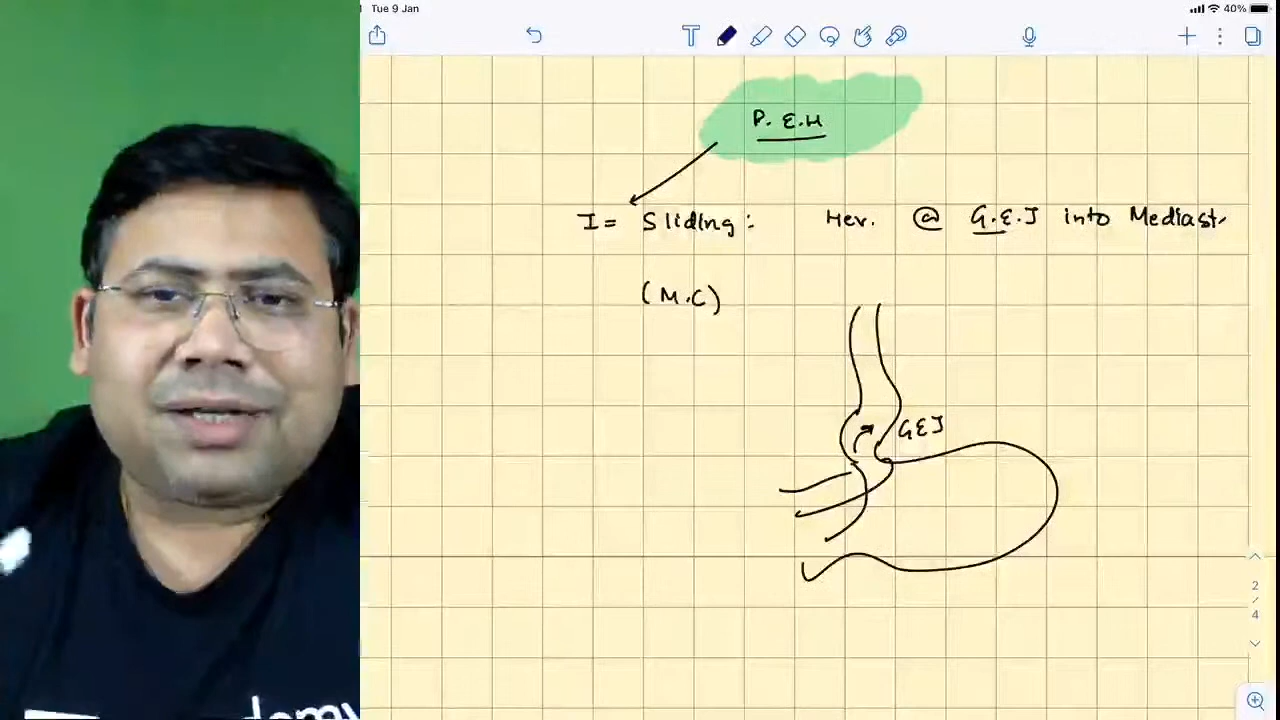 Tue 9 Jan
40%
P. E.H
I= Sliding: Her. @ G.E.J into Mediast
(M.C)
GEJ
2
/
4